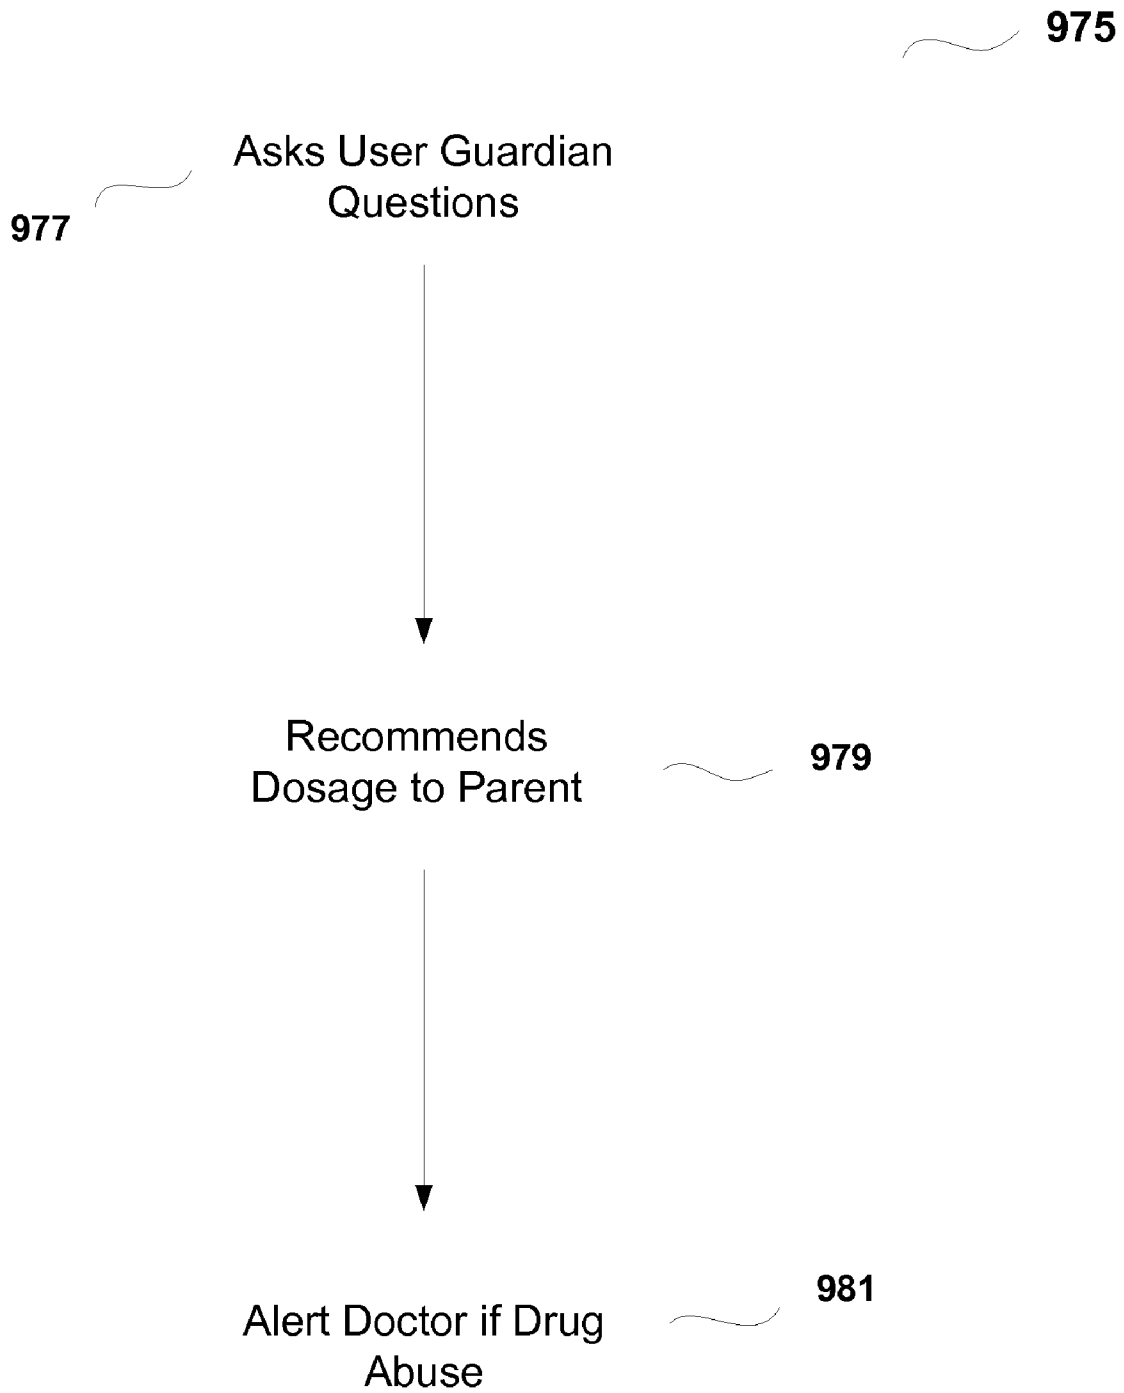 975
Asks User Guardian
Questions
977
Recommends
Dosage to Parent
979
981
Alert Doctor if Drug
Abuse